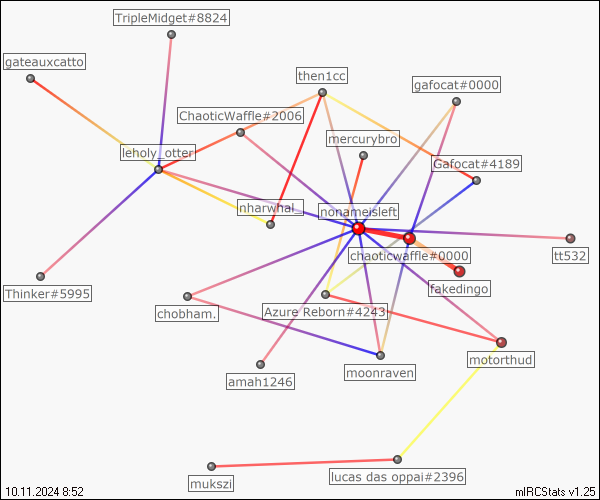 TripleMidget#8824
gateauxcatto
then1cc
gafocat#0000
ChaoticWaffle#2006
mercurybro
leholy_otter
Gafocat#4189
nharwhal_
nonameisleft
chaoticwaffle#0000
tt532
fakedingo
Thinker#5995
chobham.
Azure Reborn#4243
motorthud
amah1246
moonraven
mukszi
lucas das oppai#2396
10.11.2024 8:52
mIRCStats v1.25